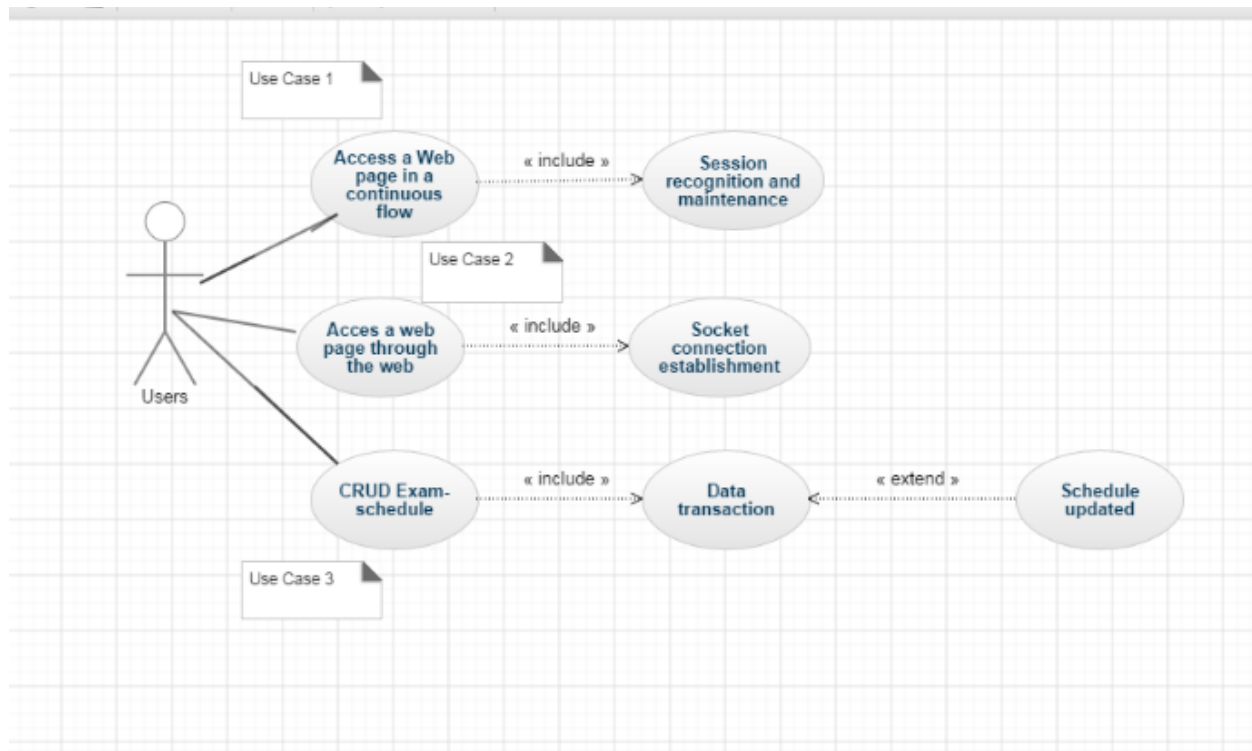 Use Case 1
Access a Web
page in a
continuous
flow
« include »
Session
recognition and
maintenance
Use Case 2
Acces a web
page through
the web
« include »
Socket
connection
establishment
Users
CRUD Exam-
schedule
« include »
Data
transaction
« extend »
Schedule
updated
Use Case 3